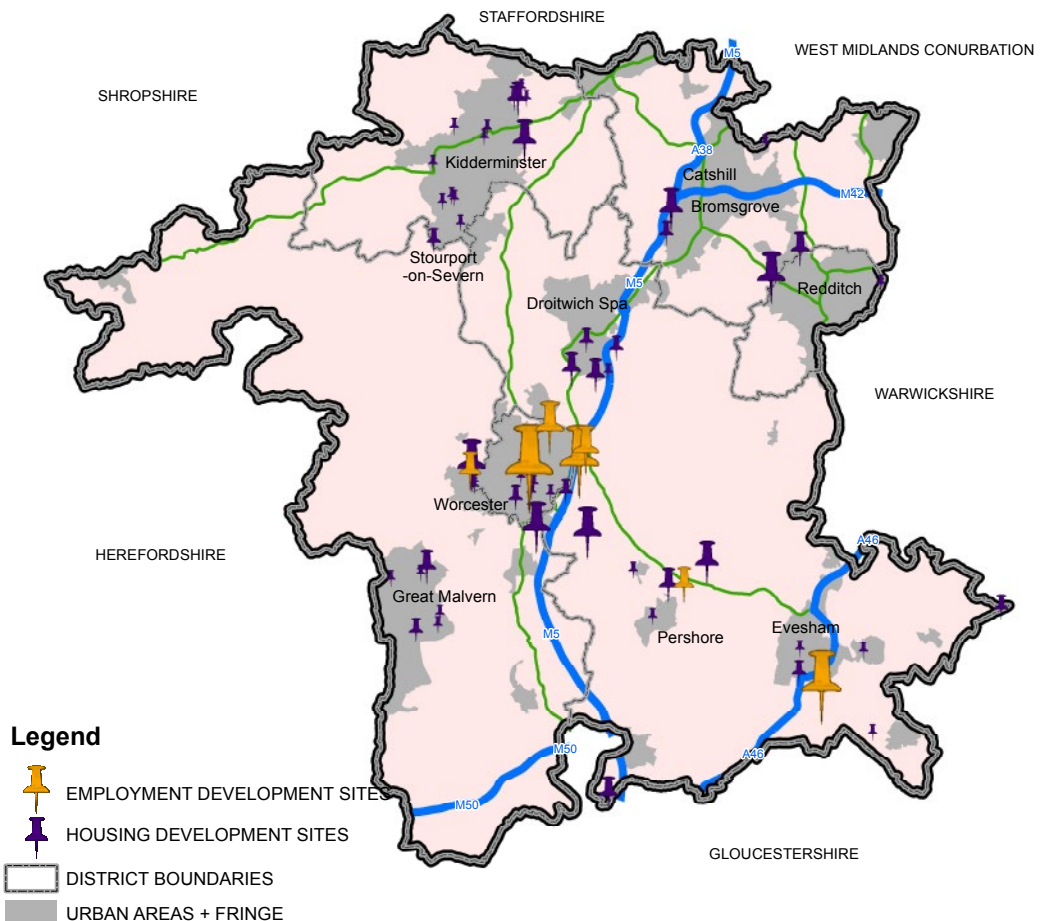 STAFFORDSHIRE
M5
WEST MIDLANDS CONURBATION
SHROPSHIRE
A38
Kidderminster
Catshill
M42
Bromsgrove
Stourport
-on-Severn
M5
Redditch
Droitwich Spa
WARWICKSHIRE
Worcester
A46
HEREFORDSHIRE
Great Malvern
M5
Evesham
Pershore
Legend
M50
A46
EMPLOYMENT DEVELOPMENT SITES
M50
HOUSING DEVELOPMENT SITES
GLOUCESTERSHIRE
DISTRICT BOUNDARIES
URBAN AREAS + FRINGE